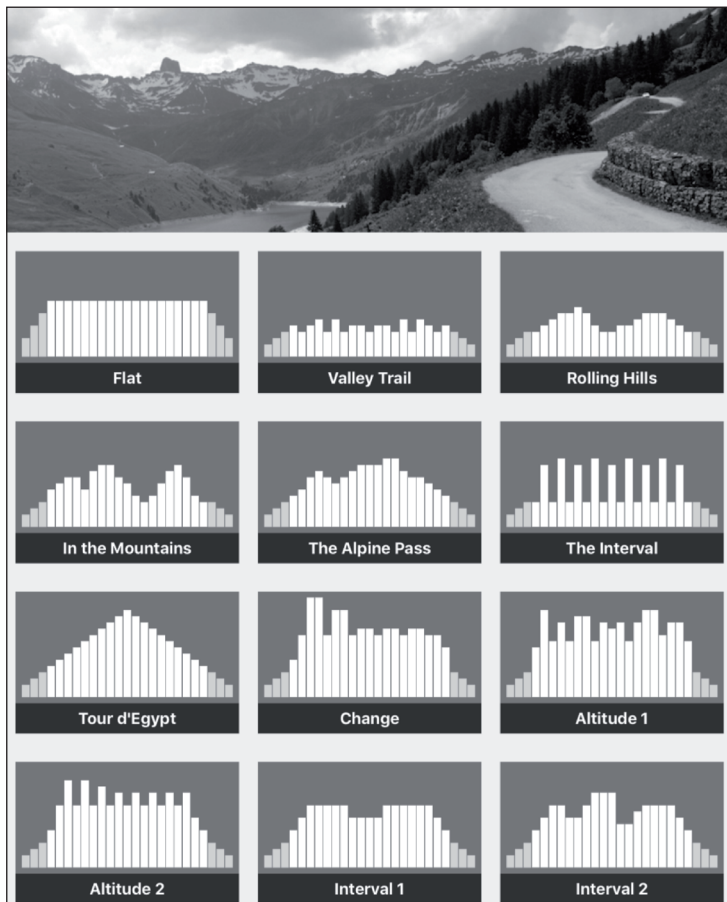 Flat
Valley Trail
Rolling Hills
In the Mountains
The Alpine Pass
The Interval
Tour d'Egypt
Change
Altitude 1
Altitude 2
Interval 1
Interval 2